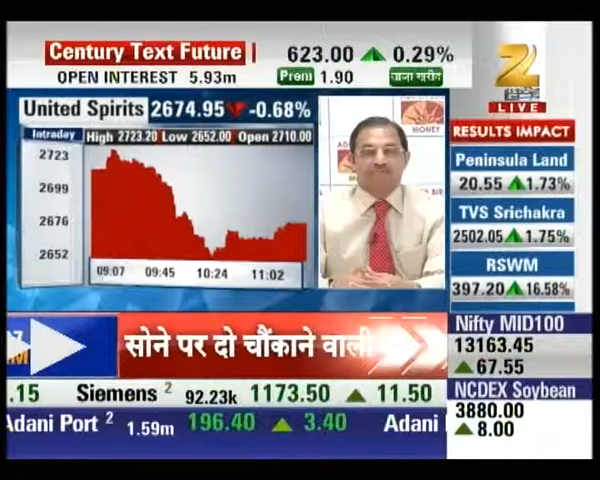 Century Text Future
623.00 0.29%
OPEN INTEREST 5.93m
Prem 1.90
ताजा खरीद
LIVE
United Spirits 2674.95 -0.68%
Intraday
High 2723.20 Low 2652.00 Open 2710.00
2723
2699
2676
2652
09:07 09:45 10:24 11:02
MONEY
RESULTS IMPACT
Peninsula Land
20.55 1.73%
TVS Srichakra
2502.05 1.75%
RSWM
397.20 16.58%
सोने पर दो चौंकाने वाली
Nifty MID100
13163.45
67.55
NCDEX Soybean
3880.00
8.00
.15 Siemens 2 92.23k 1173.50 11.50
Adani Port 2 1.59m 196.40 3.40 Adani